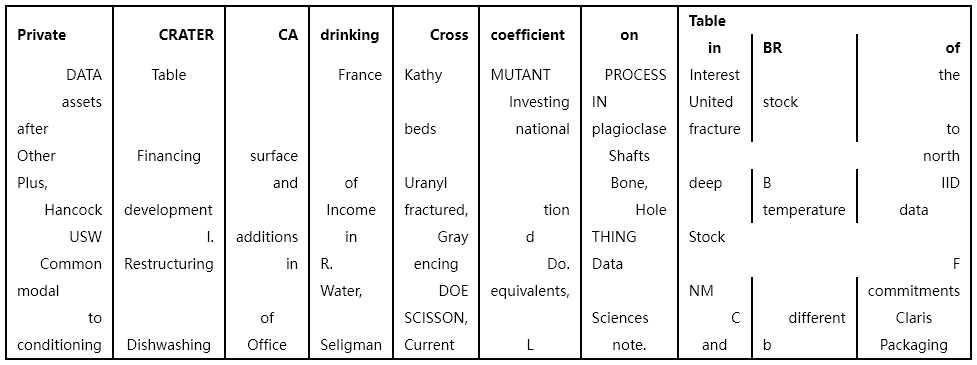 Private CRATER CA drinking Cross coefficient on Table
in BR of
DATA Table France Kathy MUTANT PROCESS Interest the
assets Investing IN United stock
after beds national plagioclase fracture to
Other Financing surface Shafts north
Plus, and of Uranyl Bone, deep B IID
Hancock development Income fractured, tion Hole temperature data
USW I. additions in Gray d THING Stock
Common Restructuring in R. encing Do. Data F
modal Water, DOE equivalents, NM commitments
to of SCISSON, Sciences C different Claris
conditioning Dishwashing Office Seligman Current L note. and b Packaging